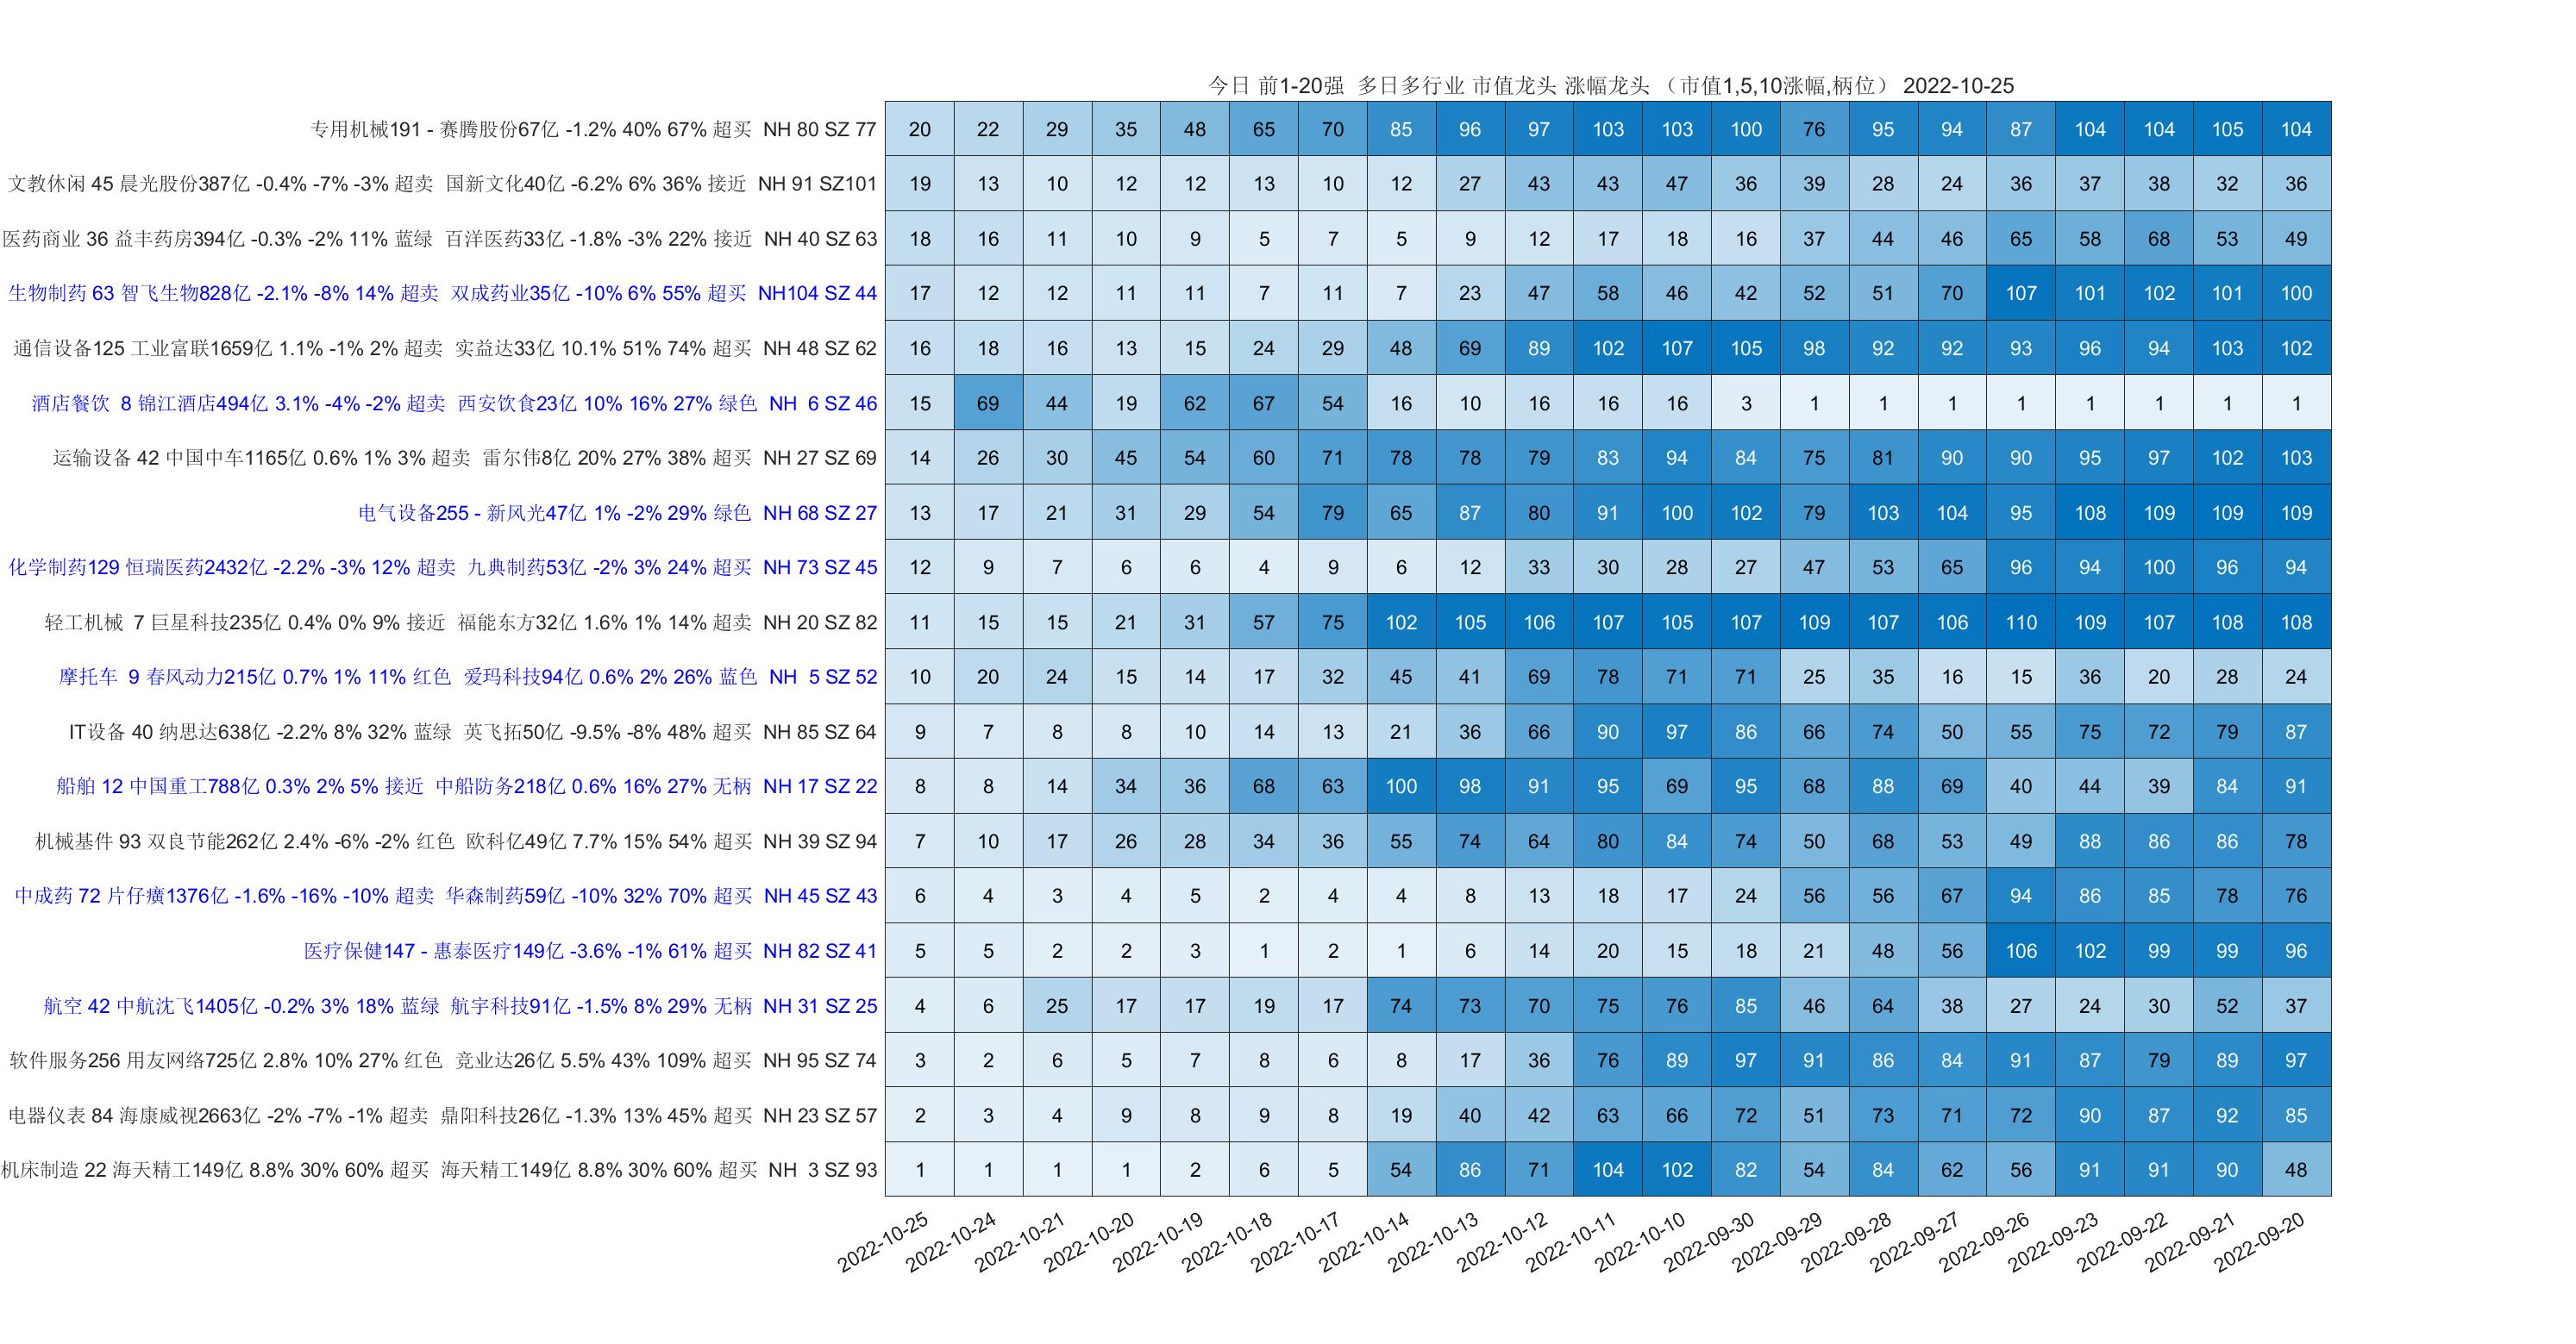 今日 前1-20强 多日多行业 市值龙头 涨幅龙头 （市值1,5,10涨幅,柄位） 2022-10-25
专用机械191 - 赛腾股份67亿 -1.2% 40% 67% 超买 NH 80 SZ 77 20 22 29 35 48 65 70 85 96 97 103 103 100 76 95 94 87 104 104 105 104
文教休闲 45 晨光股份387亿 -0.4% -7% -3% 超卖 国新文化40亿 -6.2% 6% 36% 接近 NH 91 SZ101 19 13 10 12 12 13 10 12 27 43 43 47 36 39 28 24 36 37 38 32 36
医药商业 36 益丰药房394亿 -0.3% -2% 11% 蓝绿 百洋医药33亿 -1.8% -3% 22% 接近 NH 40 SZ 63 18 16 11 10 9 5 7 5 9 12 17 18 16 37 44 46 65 58 68 53 49
生物制药 63 智飞生物828亿 -2.1% -8% 14% 超卖 双成药业35亿 -10% 6% 55% 超买 NH104 SZ 44 17 12 12 11 11 7 11 7 23 47 58 46 42 52 51 70 107 101 102 101 100
通信设备125 工业富联1659亿 1.1% -1% 2% 超卖 实益达33亿 10.1% 51% 74% 超买 NH 48 SZ 62 16 18 16 13 15 24 29 48 69 89 102 107 105 98 92 92 93 96 94 103 102
酒店餐饮 8 锦江酒店494亿 3.1% -4% -2% 超卖 西安饮食23亿 10% 16% 27% 绿色 NH 6 SZ 46 15 69 44 19 62 67 54 16 10 16 16 16 3 1 1 1 1 1 1 1 1
运输设备 42 中国中车1165亿 0.6% 1% 3% 超卖 雷尔伟8亿 20% 27% 38% 超买 NH 27 SZ 69 14 26 30 45 54 60 71 78 78 79 83 94 84 75 81 90 90 95 97 102 103
电气设备255 - 新风光47亿 1% -2% 29% 绿色 NH 68 SZ 27 13 17 21 31 29 54 79 65 87 80 91 100 102 79 103 104 95 108 109 109 109
化学制药129 恒瑞医药2432亿 -2.2% -3% 12% 超卖 九典制药53亿 -2% 3% 24% 超买 NH 73 SZ 45 12 9 7 6 6 4 9 6 12 33 30 28 27 47 53 65 96 94 100 96 94
轻工机械 7 巨星科技235亿 0.4% 0% 9% 接近 福能东方32亿 1.6% 1% 14% 超卖 NH 20 SZ 82 11 15 15 21 31 57 75 102 105 106 107 105 107 109 107 106 110 109 107 108 108
摩托车 9 春风动力215亿 0.7% 1% 11% 红色 爱玛科技94亿 0.6% 2% 26% 蓝色 NH 5 SZ 52 10 20 24 15 14 17 32 45 41 69 78 71 71 25 35 16 15 36 20 28 24
IT设备 40 纳思达638亿 -2.2% 8% 32% 蓝绿 英飞拓50亿 -9.5% -8% 48% 超买 NH 85 SZ 64 9 7 8 8 10 14 13 21 36 66 90 97 86 66 74 50 55 75 72 79 87
船舶 12 中国重工788亿 0.3% 2% 5% 接近 中船防务218亿 0.6% 16% 27% 无柄 NH 17 SZ 22 8 8 14 34 36 68 63 100 98 91 95 69 95 68 88 69 40 44 39 84 91
机械基件 93 双良节能262亿 2.4% -6% -2% 红色 欧科亿49亿 7.7% 15% 54% 超买 NH 39 SZ 94 7 10 17 26 28 34 36 55 74 64 80 84 74 50 68 53 49 88 86 86 78
中成药 72 片仔癀1376亿 -1.6% -16% -10% 超卖 华森制药59亿 -10% 32% 70% 超买 NH 45 SZ 43 6 4 3 4 5 2 4 4 8 13 18 17 24 56 56 67 94 86 85 78 76
医疗保健147 - 惠泰医疗149亿 -3.6% -1% 61% 超买 NH 82 SZ 41 5 5 2 2 3 1 2 1 6 14 20 15 18 21 48 56 106 102 99 99 96
航空 42 中航沈飞1405亿 -0.2% 3% 18% 蓝绿 航宇科技91亿 -1.5% 8% 29% 无柄 NH 31 SZ 25 4 6 25 17 17 19 17 74 73 70 75 76 85 46 64 38 27 24 30 52 37
软件服务256 用友网络725亿 2.8% 10% 27% 红色 竞业达26亿 5.5% 43% 109% 超买 NH 95 SZ 74 3 2 6 5 7 8 6 8 17 36 76 89 97 91 86 84 91 87 79 89 97
电器仪表 84 海康威视2663亿 -2% -7% -1% 超卖 鼎阳科技26亿 -1.3% 13% 45% 超买 NH 23 SZ 57 2 3 4 9 8 9 8 19 40 42 63 66 72 51 73 71 72 90 87 92 85
机床制造 22 海天精工149亿 8.8% 30% 60% 超买 海天精工149亿 8.8% 30% 60% 超买 NH 3 SZ 93 1 1 1 1 2 6 5 54 86 71 104 102 82 54 84 62 56 91 91 90 48
2022-10-25 2022-10-24 2022-10-21 2022-10-20 2022-10-19 2022-10-18 2022-10-17 2022-10-14 2022-10-13 2022-10-12 2022-10-11 2022-10-10 2022-09-30 2022-09-29 2022-09-28 2022-09-27 2022-09-26 2022-09-23 2022-09-22 2022-09-21 2022-09-20